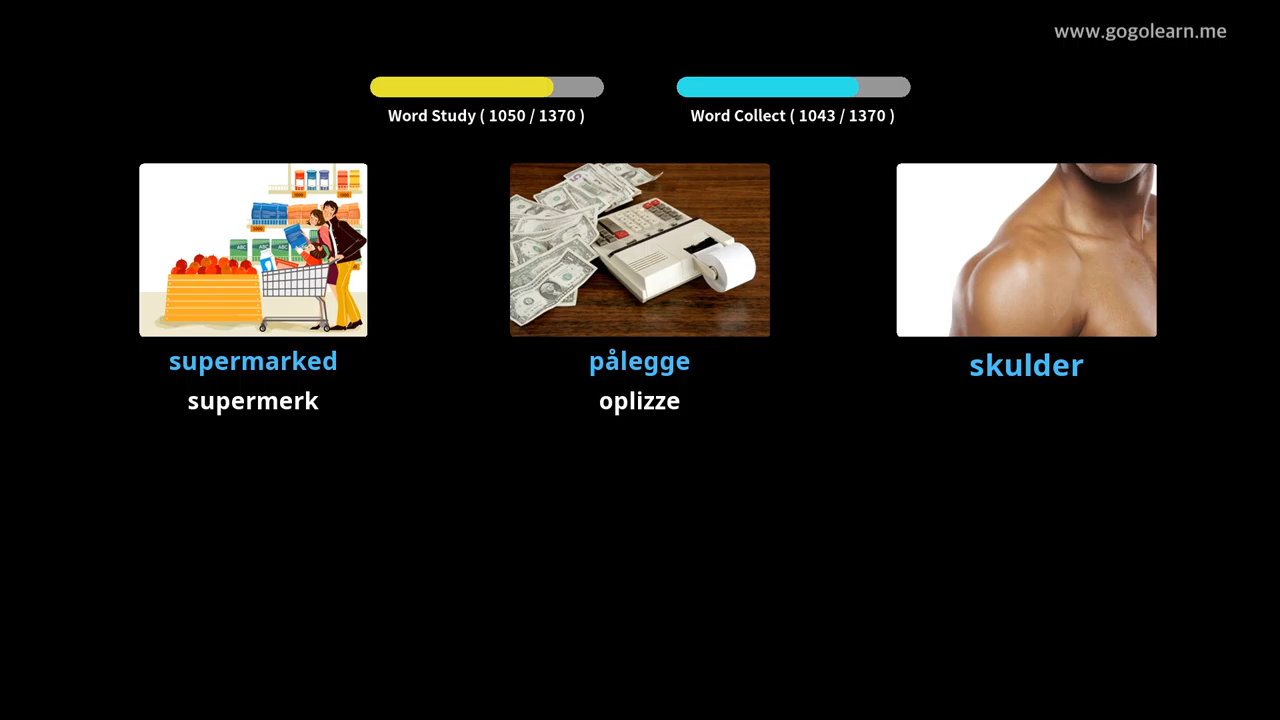 www.gogolearn.me
Word Study ( 1050 / 1370 )
Word Collect ( 1043 / 1370 )
supermarked
supermerk
pålegge
oplizze
skulder